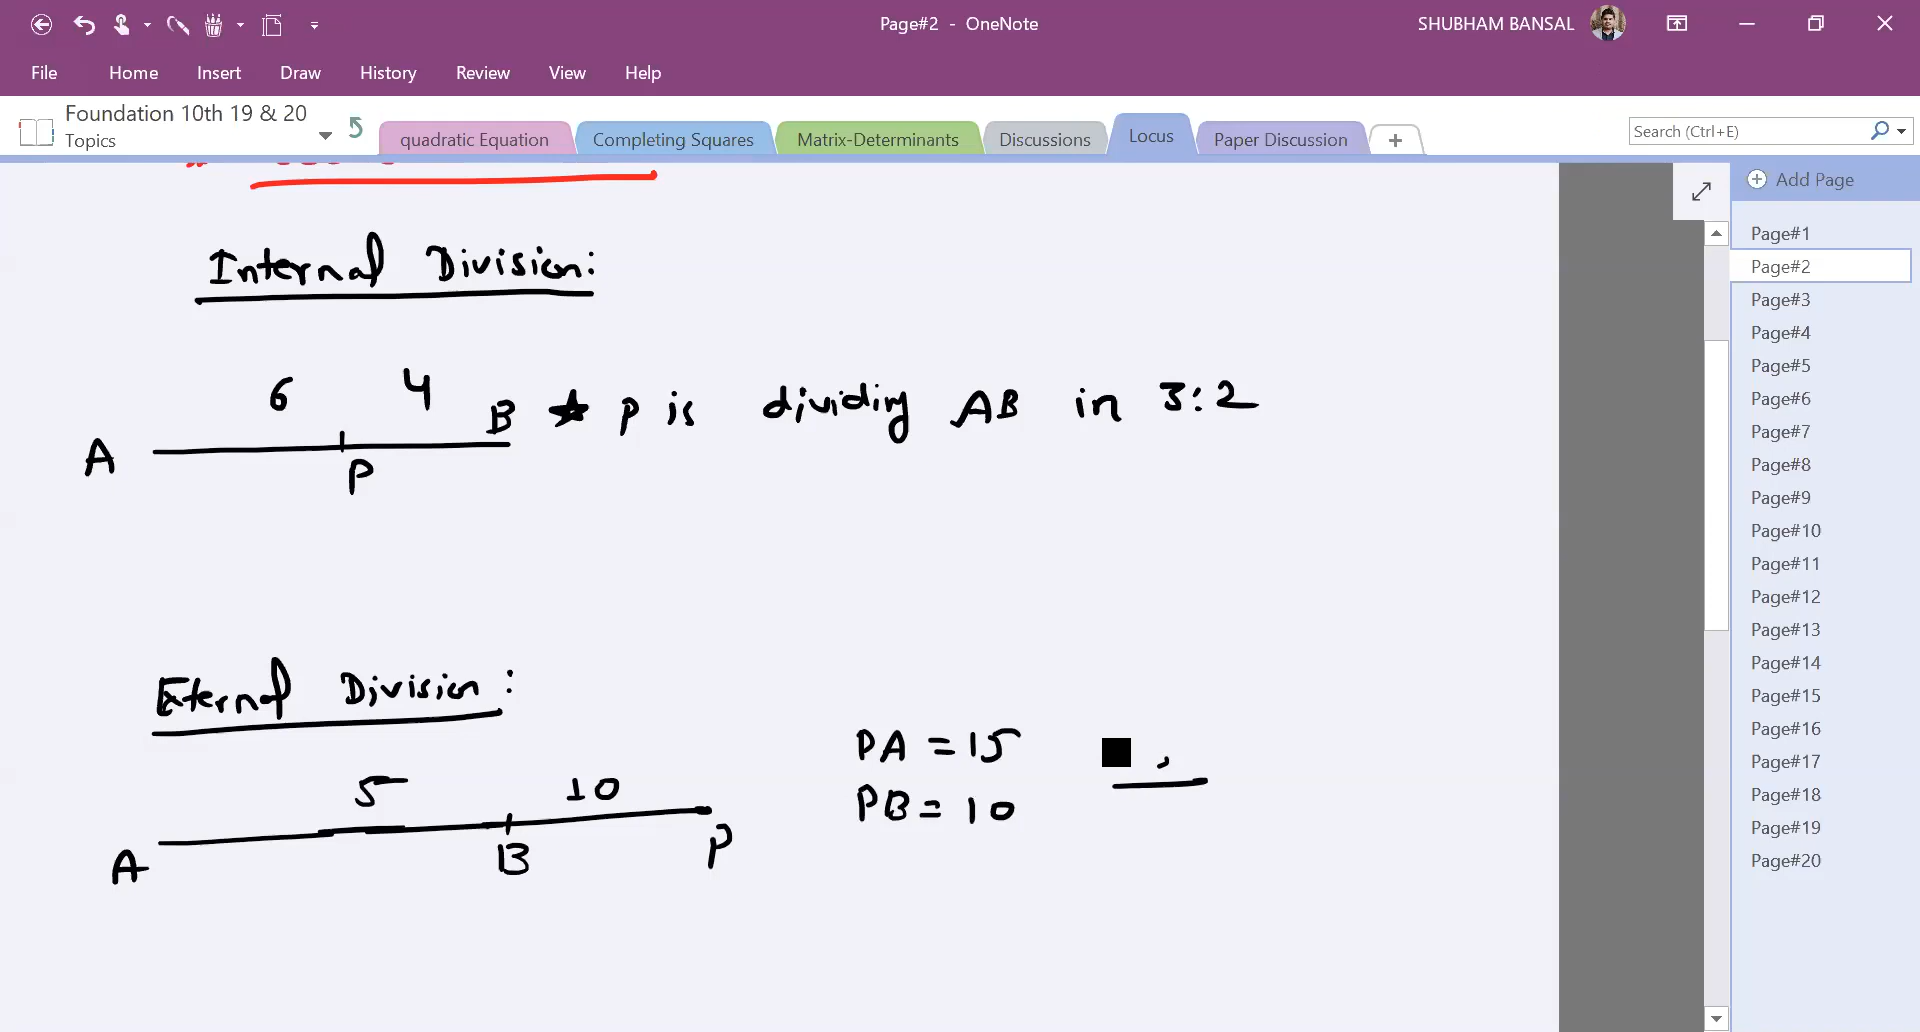 Page#2 - OneNote
SHUBHAM BANSAL
File Home Insert Draw History Review View Help
Foundation 10th 19 & 20
Topics
quadratic Equation Completing Squares Matrix-Determinants Discussions Locus Paper Discussion +
Search (Ctrl+E)
Add Page
Internal Division:
6 4
A B
P
★ P is dividing AB in 3:2
Eternal Division:
5 10
A B P
PA = 15
PB = 10
,
Page#1
Page#2
Page#3
Page#4
Page#5
Page#6
Page#7
Page#8
Page#9
Page#10
Page#11
Page#12
Page#13
Page#14
Page#15
Page#16
Page#17
Page#18
Page#19
Page#20